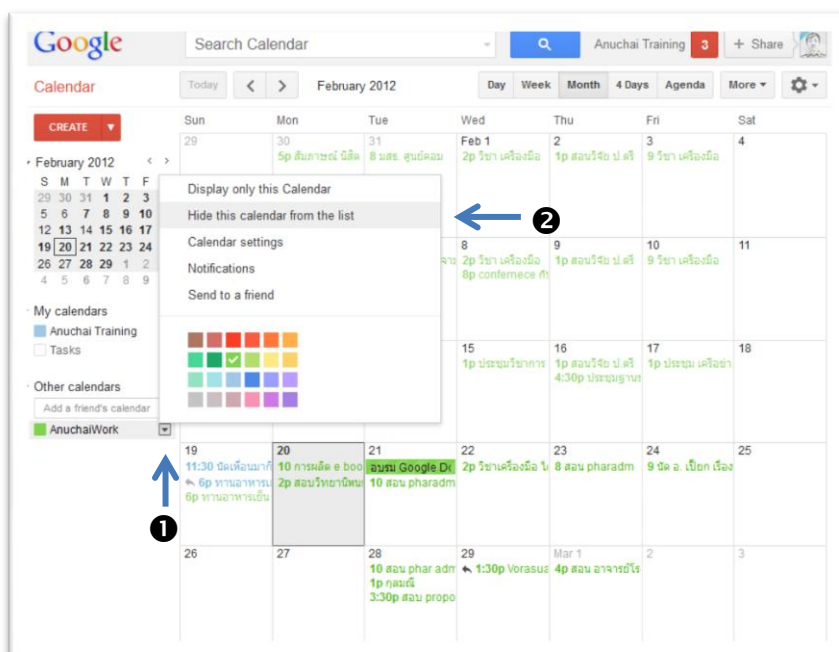 Google
Search Calendar
Anuchai Training 3 + Share
Calendar
Today February 2012 Day Week Month 4 Days Agenda More
CREATE
February 2012
S M T W T F
29 30 31 1 2 3
5 6 7 8 9 10
12 13 14 15 16 17
19 20 21 22 23 24
26 27 28 29 1 2
4 5 6 7 8 9
My calendars
Anuchai Training
Tasks
Other calendars
Add a friend's calendar
AnuchaiWork
Display only this Calendar
Hide this calendar from the list
Calendar settings
Notifications
Send to a friend
❶
❷
Sun Mon Tue Wed Thu Fri Sat
29 30 31 Feb 1 2 3 4
5p สัมภาษณ์ นิสิต 8 มสธ. ศูนย์คอม 2p วิชา เครื่องมือ 1p สอนวิจัย ป.ตรี 9 วิชา เครื่องมือ
8 9 10 11
2p วิชา เครื่องมือ 1p สอนวิจัย ป.ตรี 9 วิชา เครื่องมือ
8p confernece
15 16 17 18
1p ประชุมวิชาการ 1p สอนวิจัย ป.ตรี 1p ประชุม เครือข่า
4:30p ประชุมฐาน
19 20 21 22 23 24 25
11:30 นัดเพื่อนมาก 10 การผลิต e boo อบรม Google Dc 2p วิชาเครื่องมือ 8 สอน pharadm 9 นัด อ. เปี๊ยก เรื่อง
6p ทานอาหารเ 2p สอบวิทยานิพน 10 สอน pharadm
6p ทานอาหารเย็น
26 27 28 29 Mar 1 2 3
10 สอน phar adm 1:30p Vorasua 4p สอน อาจารย์โร
1p กุลมณี
3:30p สอบ propo